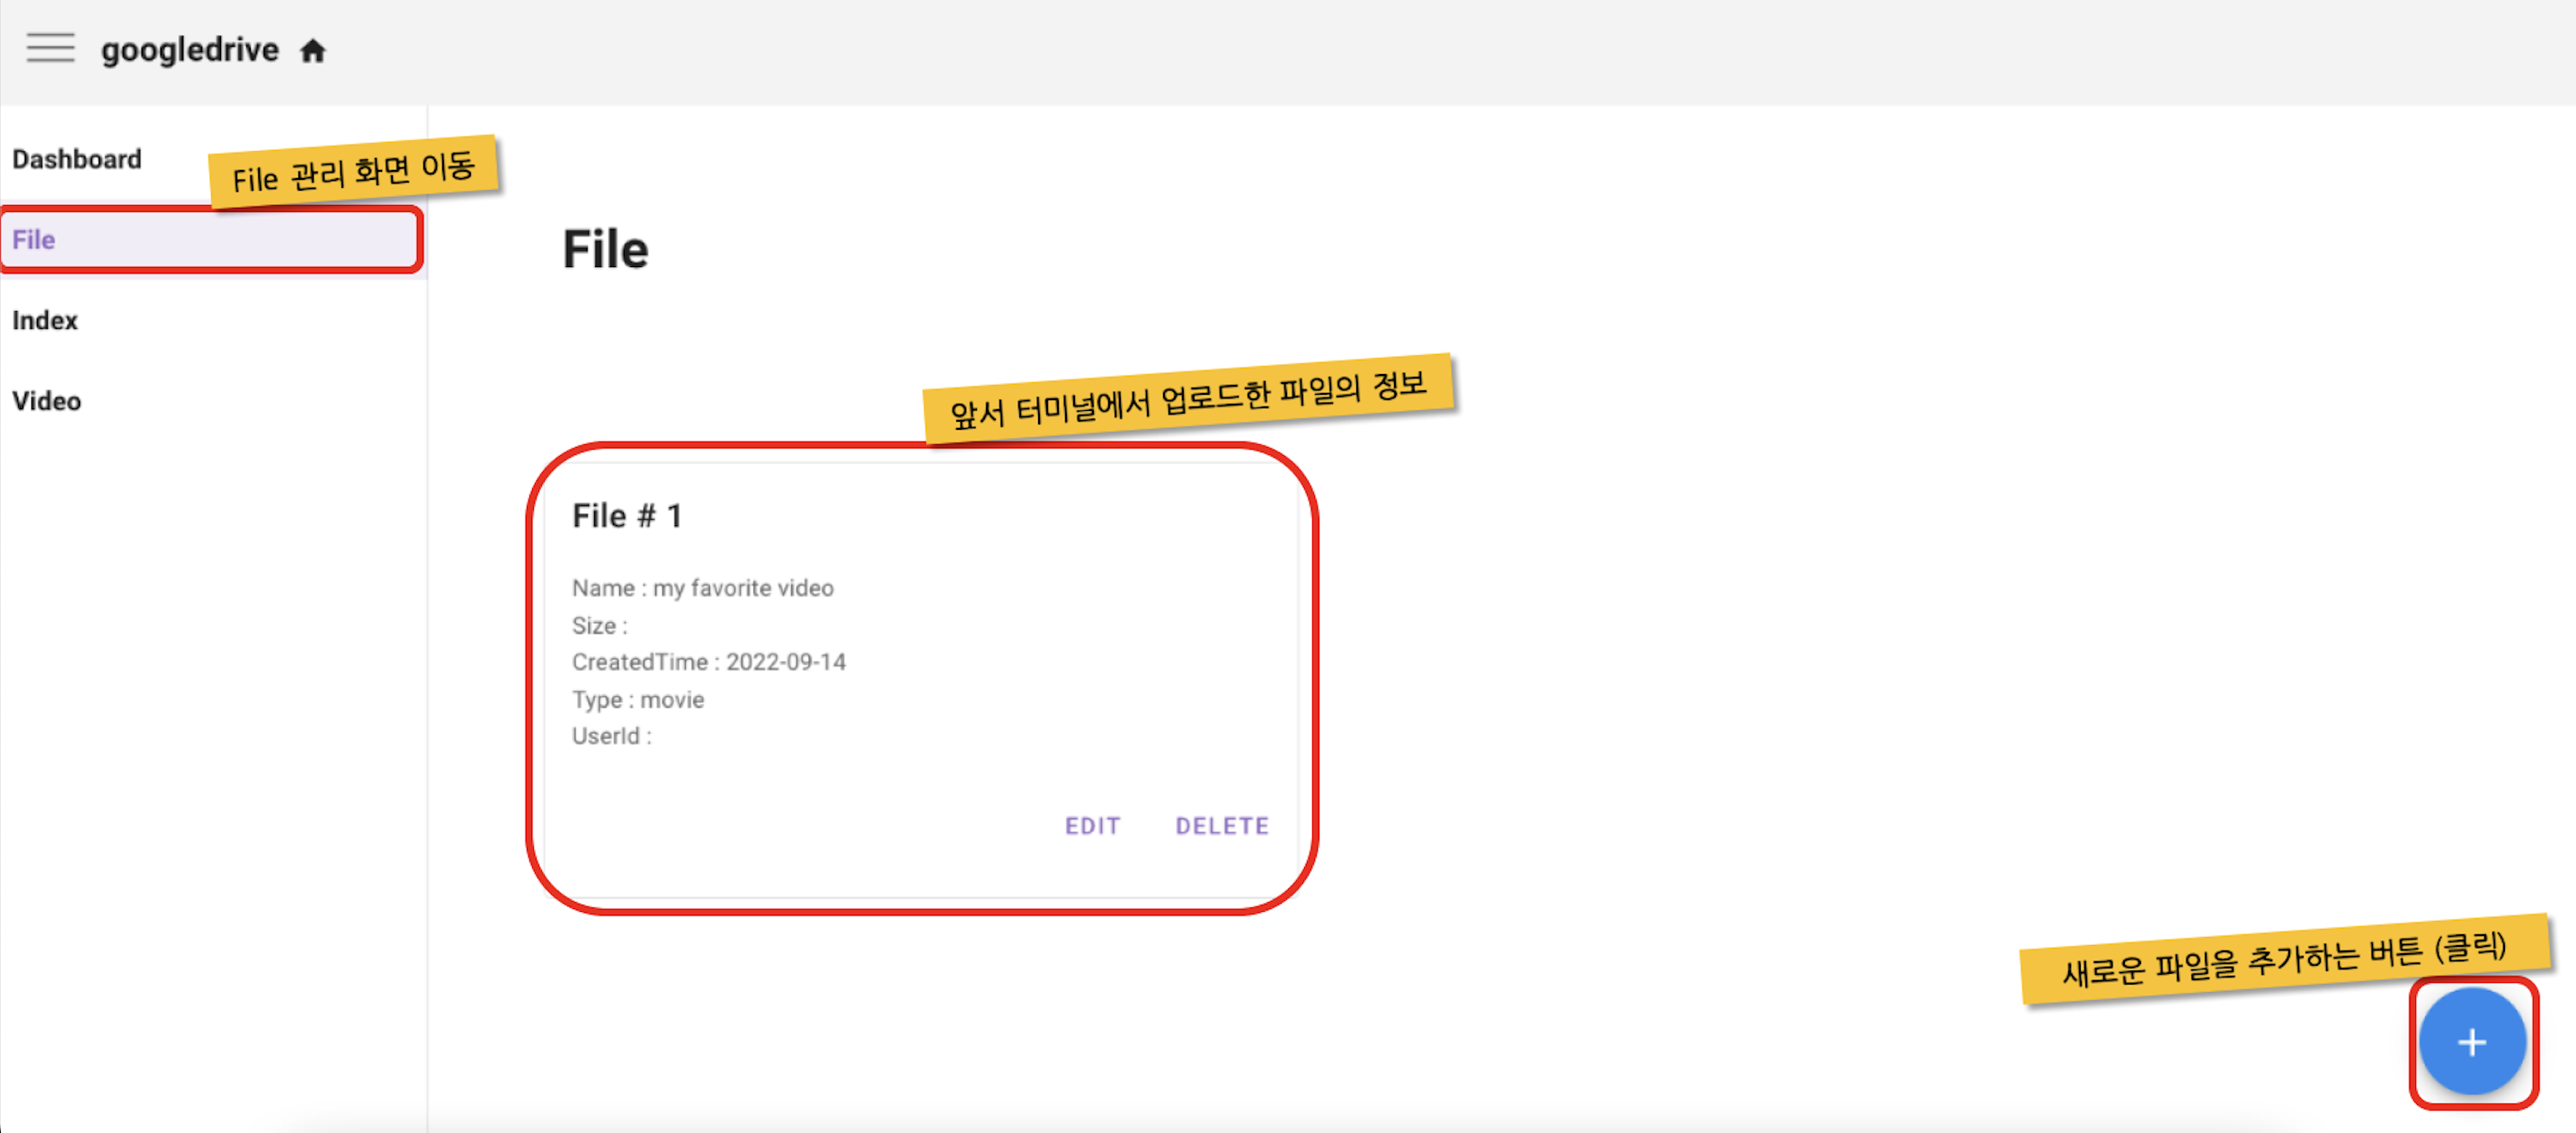 googledrive
Dashboard
File 관리 화면 이동
File
Index
Video
File
앞서 터미널에서 업로드한 파일의 정보
File # 1
Name : my favorite video
Size :
CreatedTime : 2022-09-14
Type : movie
UserId :
EDIT DELETE
새로운 파일을 추가하는 버튼 (클릭)
+